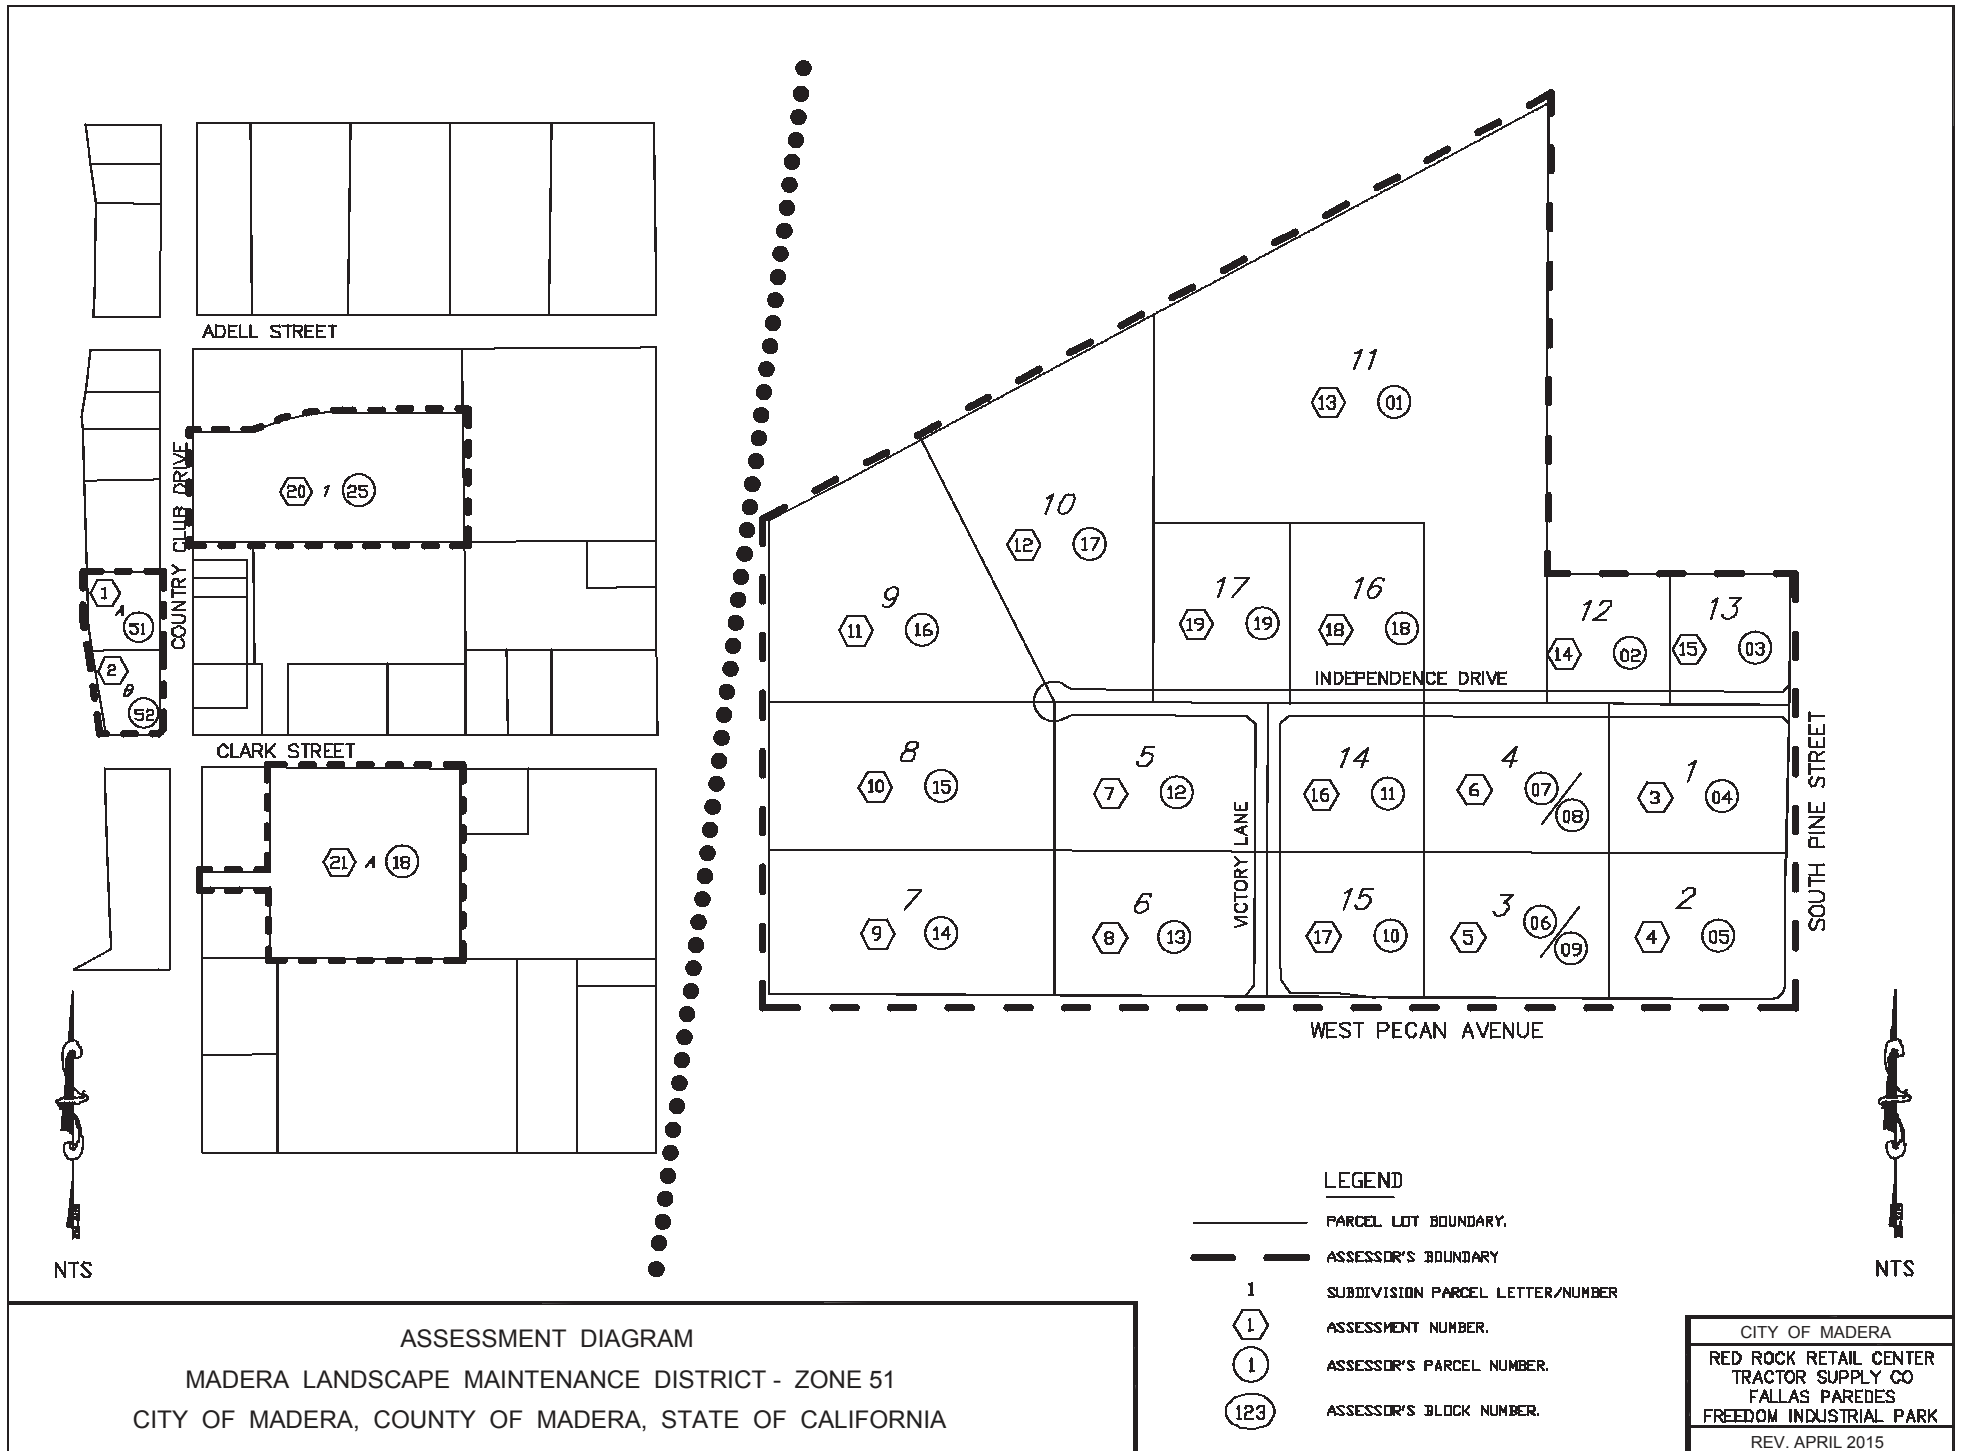 ADELL STREET
COUNTRY CLUB DRIVE
20 1 25
1
A
51
2
B
52
CLARK STREET
21 A 18
11
13 01
10
12 17
9
11 16
17
19 19
16
18 18
12
14 02
13
15 03
INDEPENDENCE DRIVE
8
10 15
5
7 12
14
16 11
4
6 07/08
1
3 04
VICTORY LANE
SOUTH PINE STREET
7
9 14
6
8 13
15
17 10
3
5 06/09
2
4 05
WEST PECAN AVENUE
NTS
NTS
LEGEND
PARCEL LOT BOUNDARY.
ASSESSOR'S BOUNDARY
1 SUBDIVISION PARCEL LETTER/NUMBER
1 ASSESSMENT NUMBER.
1 ASSESSOR'S PARCEL NUMBER.
123 ASSESSOR'S BLOCK NUMBER.
ASSESSMENT DIAGRAM
MADERA LANDSCAPE MAINTENANCE DISTRICT - ZONE 51
CITY OF MADERA, COUNTY OF MADERA, STATE OF CALIFORNIA
CITY OF MADERA
RED ROCK RETAIL CENTER
TRACTOR SUPPLY CO
FALLAS PAREDES
FREEDOM INDUSTRIAL PARK
REV. APRIL 2015